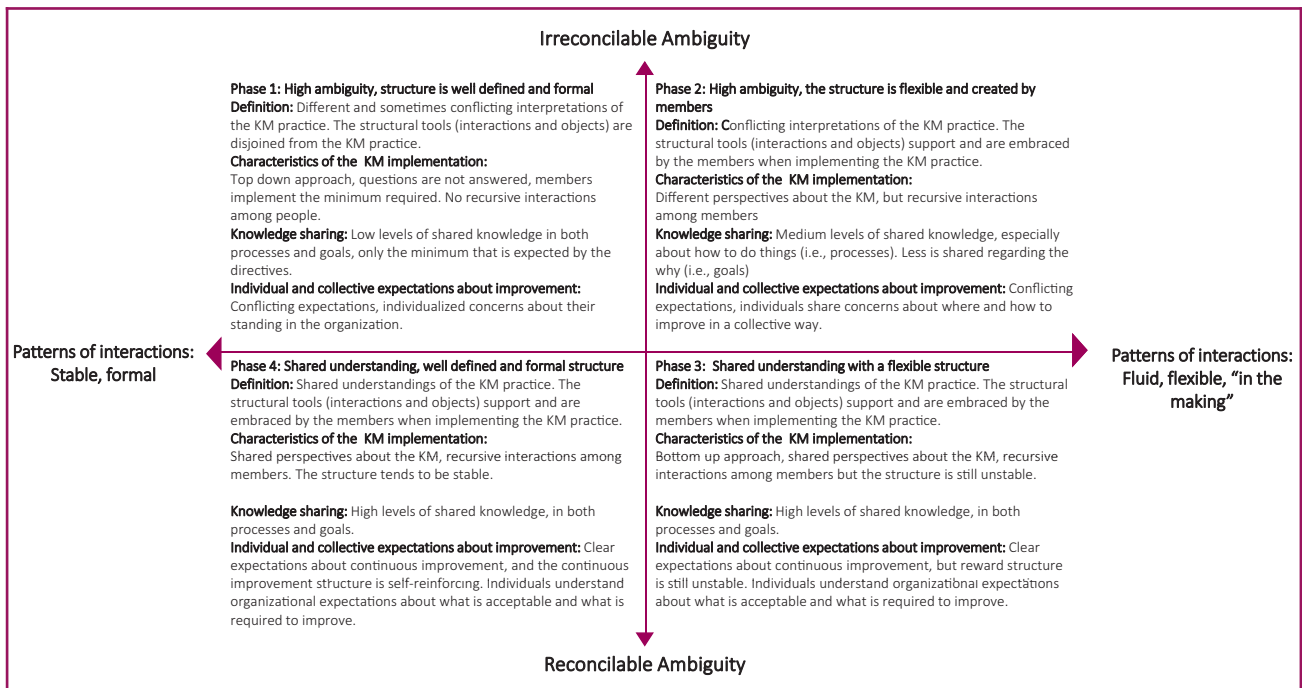 Irreconcilable Ambiguity
Phase 1: High ambiguity, structure is well defined and formal
Definition: Different and sometimes conflicting interpretations of
the KM practice. The structural tools (interactions and objects) are
disjoined from the KM practice.
Characteristics of the KM implementation:
Top down approach, questions are not answered, members
implement the minimum required. No recursive interactions
among people.
Knowledge sharing: Low levels of shared knowledge in both
processes and goals, only the minimum that is expected by the
directives.
Individual and collective expectations about improvement:
Conflicting expectations, individualized concerns about their
standing in the organization.
Phase 2: High ambiguity, the structure is flexible and created by
members
Definition: Conflicting interpretations of the KM practice. The
structural tools (interactions and objects) support and are embraced
by the members when implementing the KM practice.
Characteristics of the KM implementation:
Different perspectives about the KM, but recursive interactions
among members
Knowledge sharing: Medium levels of shared knowledge, especially
about how to do things (i.e., processes). Less is shared regarding the
why (i.e., goals)
Individual and collective expectations about improvement: Conflicting
expectations, individuals share concerns about where and how to
improve in a collective way.
Patterns of interactions:
Stable, formal
Patterns of interactions:
Fluid, flexible, “in the
making”
Phase 4: Shared understanding, well defined and formal structure
Definition: Shared understandings of the KM practice. The
structural tools (interactions and objects) support and are
embraced by the members when implementing the KM practice.
Characteristics of the KM implementation:
Shared perspectives about the KM, recursive interactions among
members. The structure tends to be stable.
Knowledge sharing: High levels of shared knowledge, in both
processes and goals.
Individual and collective expectations about improvement: Clear
expectations about continuous improvement, and the continuous
improvement structure is self-reinforcing. Individuals understand
organizational expectations about what is acceptable and what is
required to improve.
Phase 3: Shared understanding with a flexible structure
Definition: Shared understandings of the KM practice. The structural
tools (interactions and objects) support and are embraced by the
members when implementing the KM practice.
Characteristics of the KM implementation:
Bottom up approach, shared perspectives about the KM, recursive
interactions among members but the structure is still unstable.
Knowledge sharing: High levels of shared knowledge, in both
processes and goals.
Individual and collective expectations about improvement: Clear
expectations about continuous improvement, but reward structure
is still unstable. Individuals understand organizational expectations
about what is acceptable and what is required to improve.
Reconcilable Ambiguity